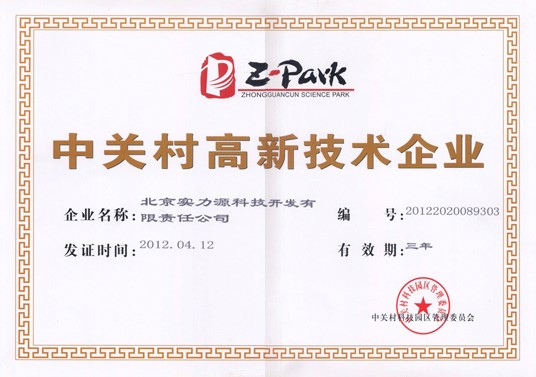 Z-Park
ZHONGGUANCUN SCIENCE PARK
中关村高新技术企业
企业名称：北京实力源科技开发有
限责任公司
编 号：20122020089303
发证时间：2012.04.12
有 效 期：三年
中关村科技园区管理委员会
中关村科技园区管理委员会